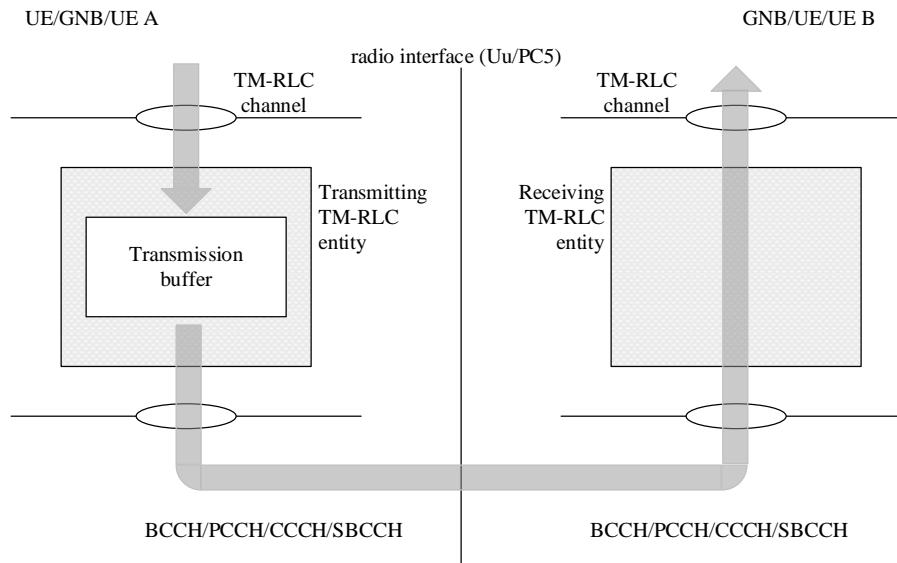 UE/GNB/UE A
GNB/UE/UE B
radio interface (Uu/PC5)
TM-RLC
channel
TM-RLC
channel
Transmitting
TM-RLC
entity
Transmission
buffer
Receiving
TM-RLC
entity
BCCH/PCCH/CCCH/SBCCH
BCCH/PCCH/CCCH/SBCCH